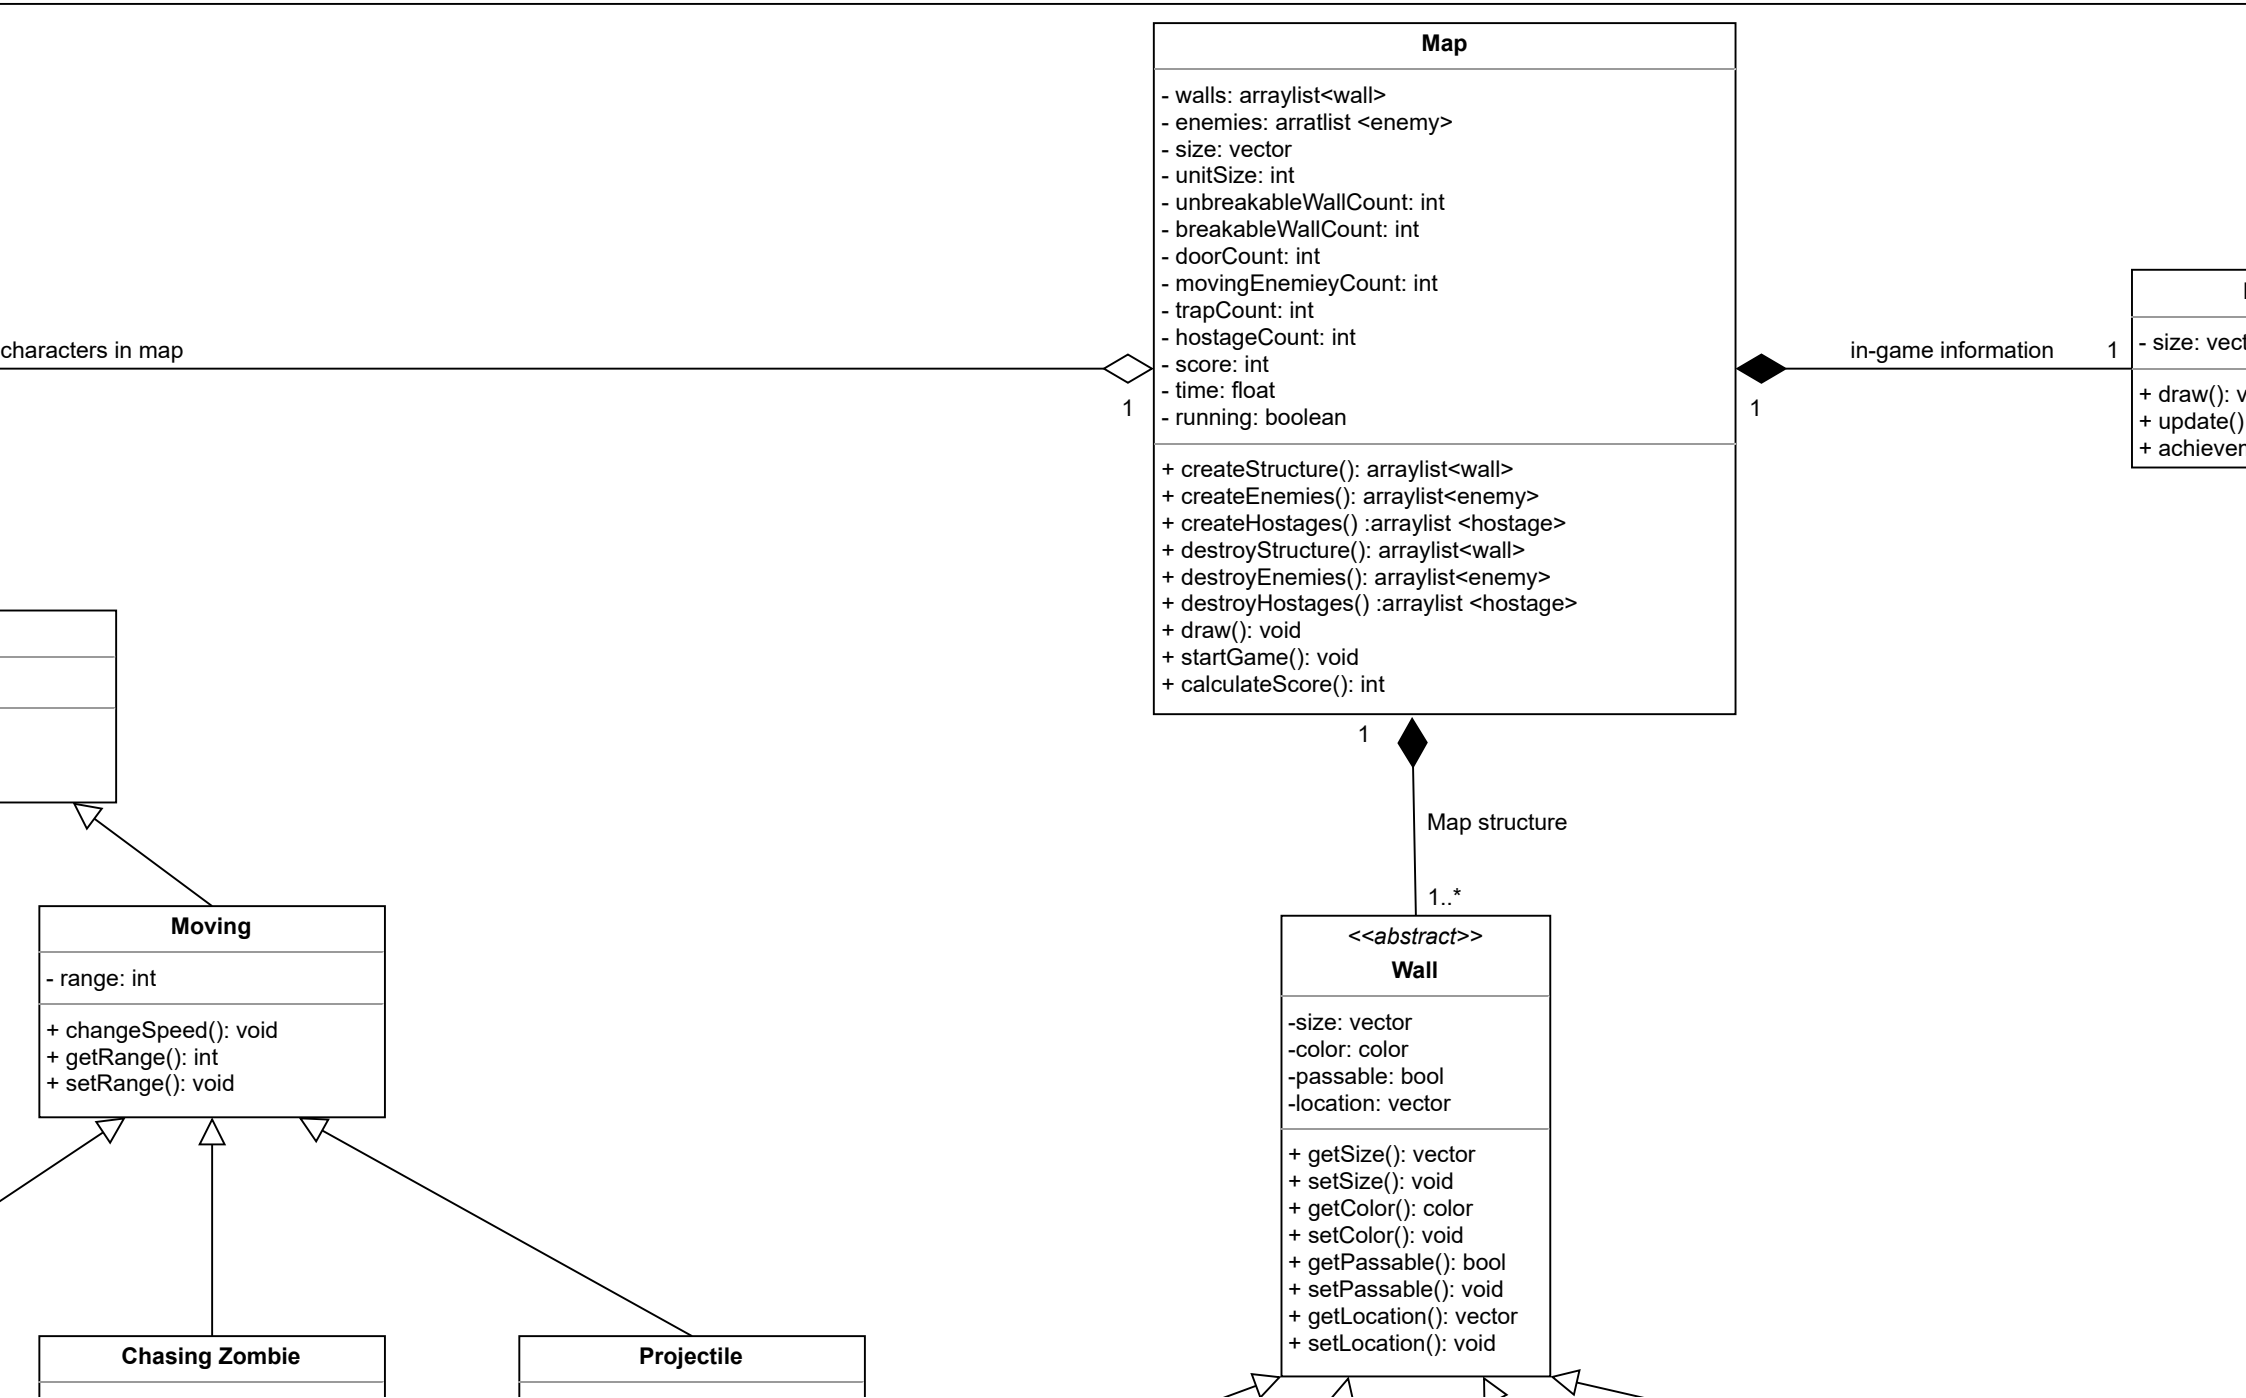 Map
- walls: arraylist<wall>
- enemies: arratlist <enemy>
- size: vector
- unitSize: int
- unbreakableWallCount: int
- breakableWallCount: int
- doorCount: int
- movingEnemieyCount: int
- trapCount: int
- hostageCount: int
- score: int
- time: float
- running: boolean
+ createStructure(): arraylist<wall>
+ createEnemies(): arraylist<enemy>
+ createHostages() :arraylist <hostage>
+ destroyStructure(): arraylist<wall>
+ destroyEnemies(): arraylist<enemy>
+ destroyHostages() :arraylist <hostage>
+ draw(): void
+ startGame(): void
+ calculateScore(): int
characters in map
1
in-game information
1
1
- size:
+ draw():
+ update()
+
1
Map structure
1..*
Moving
- range: int
+ changeSpeed(): void
+ getRange(): int
+ setRange(): void
<<abstract>>
Wall
-size: vector
-color: color
-passable: bool
-location: vector
+ getSize(): vector
+ setSize(): void
+ getColor(): color
+ setColor(): void
+ getPassable(): bool
+ setPassable(): void
+ getLocation(): vector
+ setLocation(): void
Chasing Zombie
Projectile